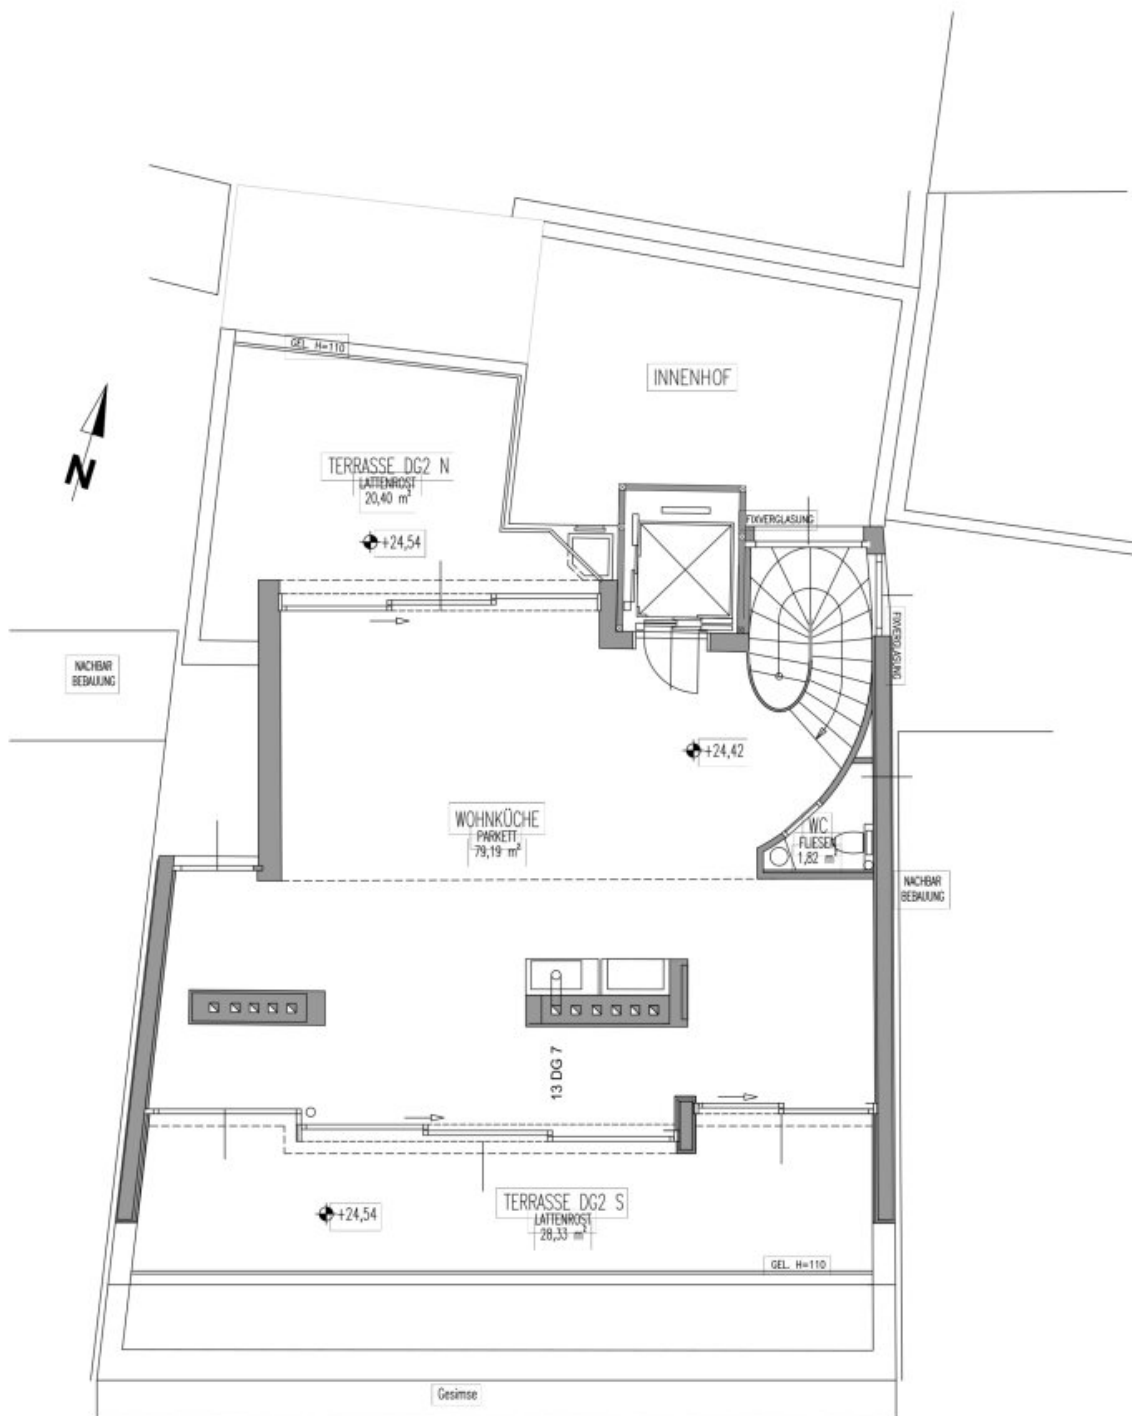 GEL. H=110
INNENHOF
N
TERRASSE DG2 N
LATTENROST
20,40 m²
+24,54
FIXVERGLASUNG
FIXVERGLASUNG
NACHBAR
BEBAUUNG
+24,42
WOHNKÜCHE
PARKETT
79,19 m²
WC
FLIESEN
1,82 m²
NACHBAR
BEBAUUNG
13 DG 7
TERRASSE DG2 S
LATTENROST
28,33 m²
+24,54
GEL. H=110
Gesimse